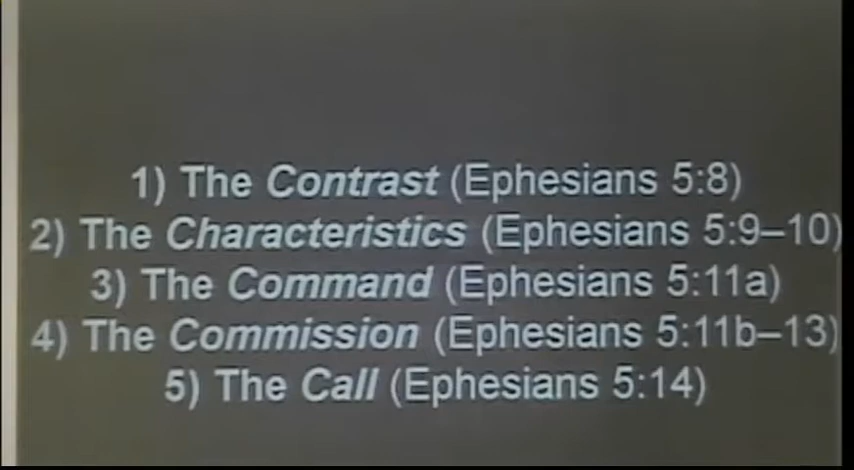 1) The Contrast (Ephesians 5:8)
2) The Characteristics (Ephesians 5:9–10)
3) The Command (Ephesians 5:11a)
4) The Commission (Ephesians 5:11b–13)
5) The Call (Ephesians 5:14)